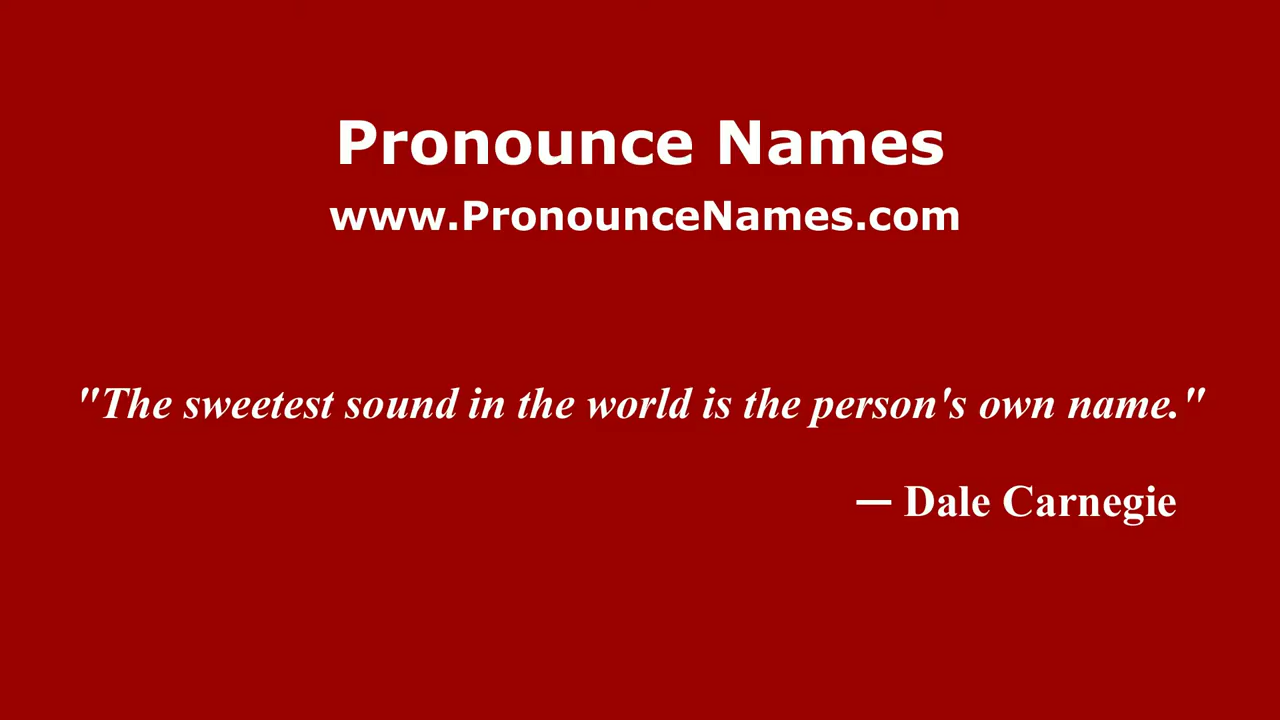 Pronounce Names
www.PronounceNames.com
"The sweetest sound in the world is the person's own name."
— Dale Carnegie